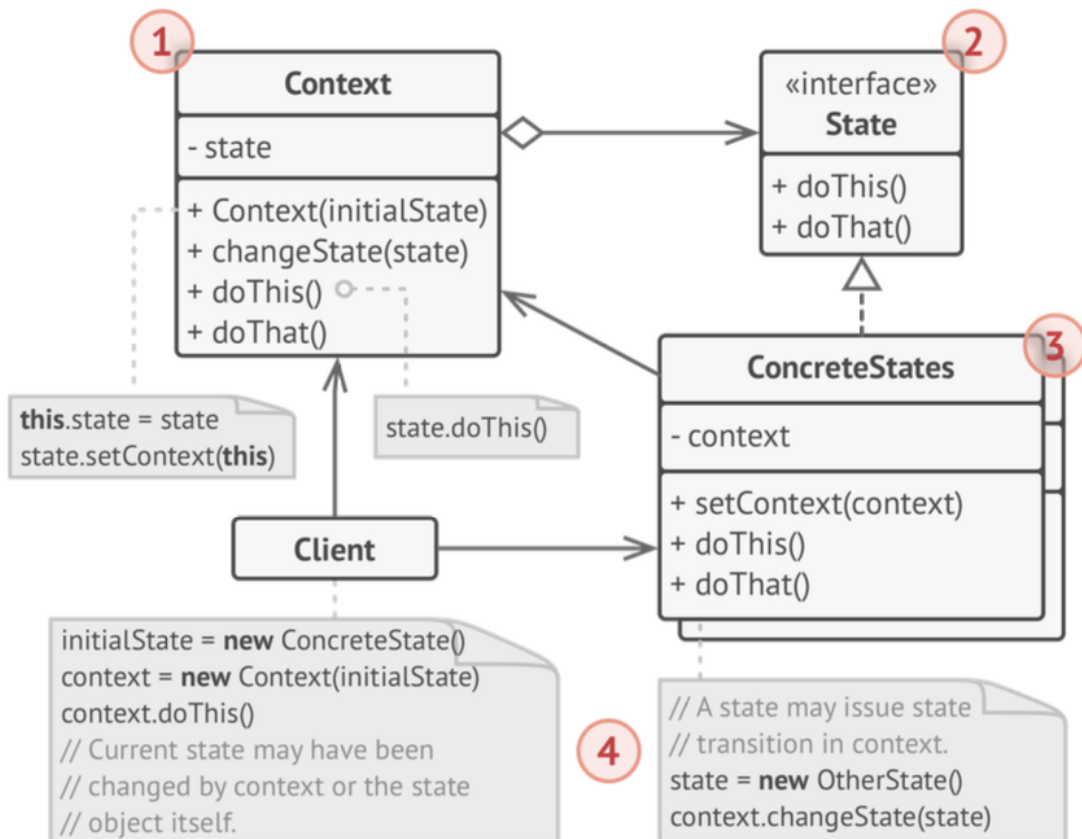 1
Context
- state
+ Context(initialState)
+ changeState(state)
+ doThis()
+ doThat()
2
«interface»
State
+ doThis()
+ doThat()
this.state = state
state.setContext(this)
state.doThis()
3
ConcreteStates
- context
+ setContext(context)
+ doThis()
+ doThat()
Client
initialState = new ConcreteState()
context = new Context(initialState)
context.doThis()
// Current state may have been
// changed by context or the state
// object itself.
4
// A state may issue state
// transition in context.
state = new OtherState()
context.changeState(state)